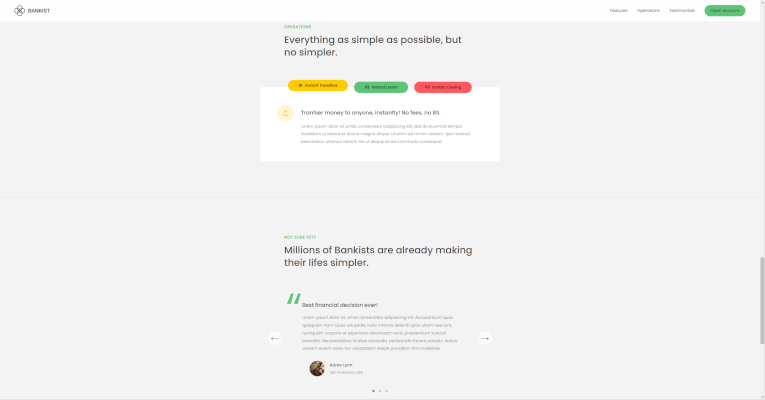 BANKIST
Features Operations Testimonials Open account
OPERATIONS
Everything as simple as possible, but
no simpler.
01 Instant Transfers
02 Instant Loans
03 Instant Closing
Tranfser money to anyone, instantly! No fees, no BS.
Lorem ipsum dolor sit amet, consectetur adipiscing elit, sed do eiusmod tempor
incididunt ut labore et dolore magna aliqua. Ut enim ad minim veniam, quis nostrud
exercitation ullamco laboris nisi ut aliquip ex ea commodo consequat.
NOT SURE YET?
Millions of Bankists are already making
their lifes simpler.
Best financial decision ever!
Lorem ipsum dolor sit, amet consectetur adipisicing elit. Accusantium quas
quisquam non? Quas voluptate nulla minima deleniti optio ullam nesciunt,
numquam corporis et asperiores laboriosam sunt, praesentium suscipit
blanditiis. Necessitatibus id alias reiciendis, perferendis facere pariatur dolore
veniam autem esse non voluptatem saepe provident nihil molestiae.
Aarav Lynn
San Francisco, USA